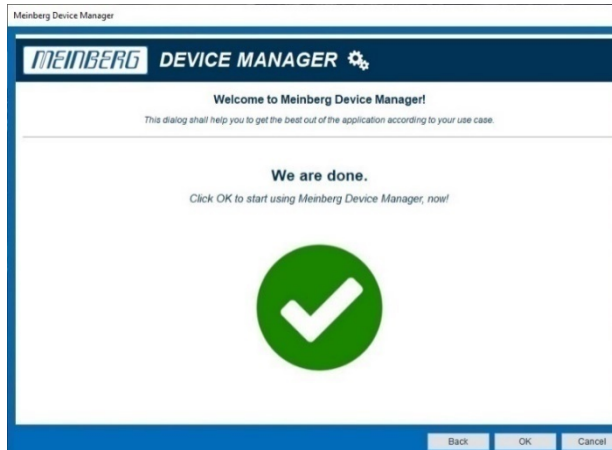 Meinberg Device Manager
MEINBERG DEVICE MANAGER
Welcome to Meinberg Device Manager!
This dialog shall help you to get the best out of the application according to your use case.
We are done.
Click OK to start using Meinberg Device Manager, now!
Back OK Cancel